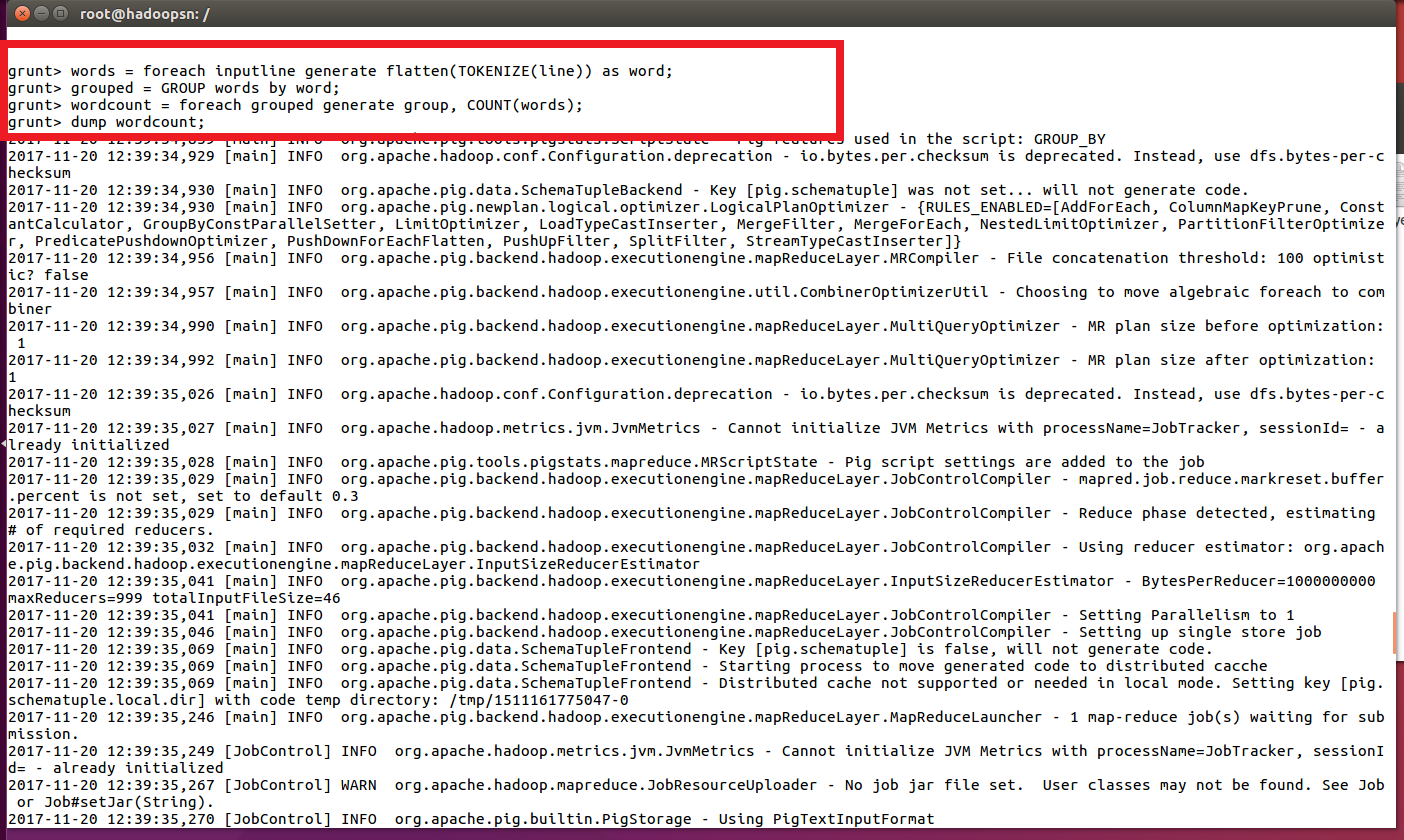 root@hadoopsn: /
grunt> words = foreach inputline generate flatten(TOKENIZE(line)) as word;
grunt> grouped = GROUP words by word;
grunt> wordcount = foreach grouped generate group, COUNT(words);
grunt> dump wordcount;
2017-11-20 12:39:34,899 [main] INFO  org.apache.pig.tools.pigstats.ScriptState - Pig features used in the script: GROUP_BY
2017-11-20 12:39:34,929 [main] INFO  org.apache.hadoop.conf.Configuration.deprecation - io.bytes.per.checksum is deprecated. Instead, use dfs.bytes-per-c
hecksum
2017-11-20 12:39:34,930 [main] INFO  org.apache.pig.data.SchemaTupleBackend - Key [pig.schematuple] was not set... will not generate code.
2017-11-20 12:39:34,930 [main] INFO  org.apache.pig.newplan.logical.optimizer.LogicalPlanOptimizer - {RULES_ENABLED=[AddForEach, ColumnMapKeyPrune, Const
antCalculator, GroupByConstParallelSetter, LimitOptimizer, LoadTypeCastInserter, MergeFilter, MergeForEach, NestedLimitOptimizer, PartitionFilterOptimize
r, PredicatePushdownOptimizer, PushDownForEachFlatten, PushUpFilter, SplitFilter, StreamTypeCastInserter]}
2017-11-20 12:39:34,956 [main] INFO  org.apache.pig.backend.hadoop.executionengine.mapReduceLayer.MRCompiler - File concatenation threshold: 100 optimist
ic? false
2017-11-20 12:39:34,957 [main] INFO  org.apache.pig.backend.hadoop.executionengine.util.CombinerOptimizerUtil - Choosing to move algebraic foreach to com
biner
2017-11-20 12:39:34,990 [main] INFO  org.apache.pig.backend.hadoop.executionengine.mapReduceLayer.MultiQueryOptimizer - MR plan size before optimization:
 1
2017-11-20 12:39:34,992 [main] INFO  org.apache.pig.backend.hadoop.executionengine.mapReduceLayer.MultiQueryOptimizer - MR plan size after optimization:
1
2017-11-20 12:39:35,026 [main] INFO  org.apache.hadoop.conf.Configuration.deprecation - io.bytes.per.checksum is deprecated. Instead, use dfs.bytes-per-c
hecksum
2017-11-20 12:39:35,027 [main] INFO  org.apache.hadoop.metrics.jvm.JvmMetrics - Cannot initialize JVM Metrics with processName=JobTracker, sessionId= - a
lready initialized
2017-11-20 12:39:35,028 [main] INFO  org.apache.pig.tools.pigstats.mapreduce.MRScriptState - Pig script settings are added to the job
2017-11-20 12:39:35,029 [main] INFO  org.apache.pig.backend.hadoop.executionengine.mapReduceLayer.JobControlCompiler - mapred.job.reduce.markreset.buffer
.percent is not set, set to default 0.3
2017-11-20 12:39:35,029 [main] INFO  org.apache.pig.backend.hadoop.executionengine.mapReduceLayer.JobControlCompiler - Reduce phase detected, estimating
# of required reducers.
2017-11-20 12:39:35,032 [main] INFO  org.apache.pig.backend.hadoop.executionengine.mapReduceLayer.JobControlCompiler - Using reducer estimator: org.apach
e.pig.backend.hadoop.executionengine.mapReduceLayer.InputSizeReducerEstimator
2017-11-20 12:39:35,041 [main] INFO  org.apache.pig.backend.hadoop.executionengine.mapReduceLayer.InputSizeReducerEstimator - BytesPerReducer=1000000000
maxReducers=999 totalInputFileSize=46
2017-11-20 12:39:35,041 [main] INFO  org.apache.pig.backend.hadoop.executionengine.mapReduceLayer.JobControlCompiler - Setting Parallelism to 1
2017-11-20 12:39:35,046 [main] INFO  org.apache.pig.backend.hadoop.executionengine.mapReduceLayer.JobControlCompiler - Setting up single store job
2017-11-20 12:39:35,069 [main] INFO  org.apache.pig.data.SchemaTupleFrontend - Key [pig.schematuple] is false, will not generate code.
2017-11-20 12:39:35,069 [main] INFO  org.apache.pig.data.SchemaTupleFrontend - Starting process to move generated code to distributed cacche
2017-11-20 12:39:35,069 [main] INFO  org.apache.pig.data.SchemaTupleFrontend - Distributed cache not supported or needed in local mode. Setting key [pig.
schematuple.local.dir] with code temp directory: /tmp/1511161775047-0
2017-11-20 12:39:35,246 [main] INFO  org.apache.pig.backend.hadoop.executionengine.mapReduceLayer.MapReduceLauncher - 1 map-reduce job(s) waiting for sub
mission.
2017-11-20 12:39:35,249 [JobControl] INFO  org.apache.hadoop.metrics.jvm.JvmMetrics - Cannot initialize JVM Metrics with processName=JobTracker, sessionI
d= - already initialized
2017-11-20 12:39:35,267 [JobControl] WARN  org.apache.hadoop.mapreduce.JobResourceUploader - No job jar file set.  User classes may not be found. See Job
 or Job#setJar(String).
2017-11-20 12:39:35,270 [JobControl] INFO  org.apache.pig.builtin.PigStorage - Using PigTextInputFormat